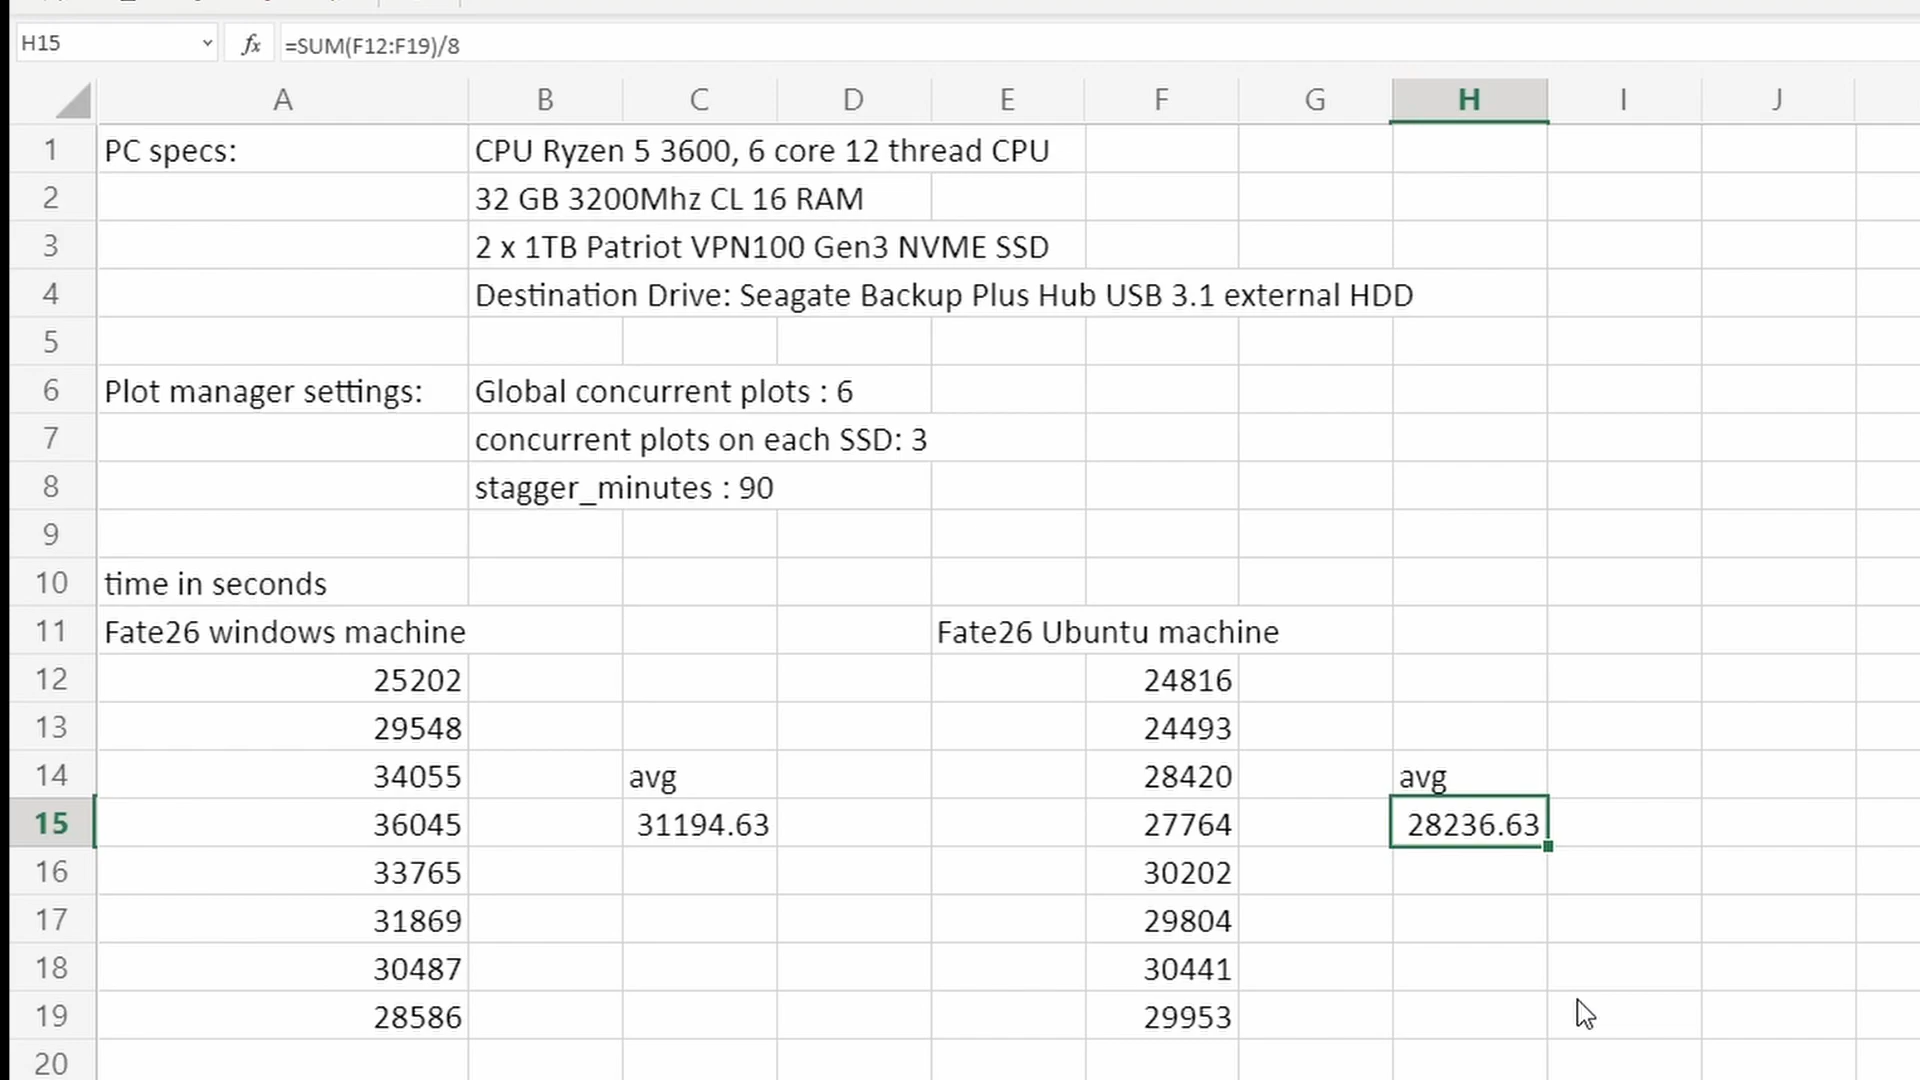 H15 fx =SUM(F12:F19)/8
A B C D E F G H I J
1 PC specs: CPU Ryzen 5 3600, 6 core 12 thread CPU
2 32 GB 3200Mhz CL 16 RAM
3 2 x 1TB Patriot VPN100 Gen3 NVME SSD
4 Destination Drive: Seagate Backup Plus Hub USB 3.1 external HDD
5
6 Plot manager settings: Global concurrent plots : 6
7 concurrent plots on each SSD: 3
8 stagger_minutes : 90
9
10 time in seconds
11 Fate26 windows machine Fate26 Ubuntu machine
12 25202 24816
13 29548 24493
14 34055 avg 28420 avg
15 36045 31194.63 27764 28236.63
16 33765 30202
17 31869 29804
18 30487 30441
19 28586 29953
20